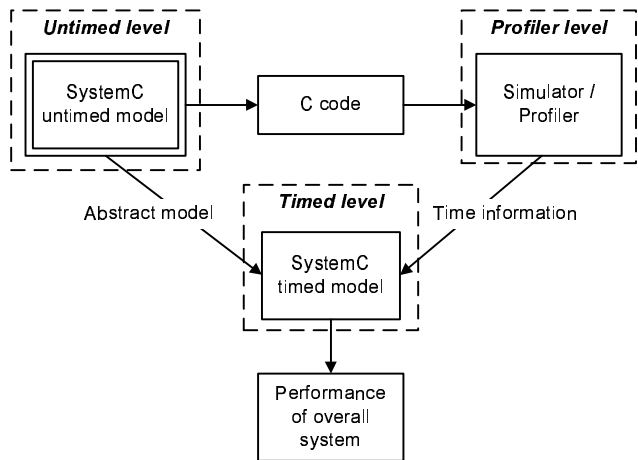 Untimed level
Profiler level
SystemC
untimed model
C code
Simulator /
Profiler
Abstract model
Timed level
Time information
SystemC
timed model
Performance
of overall
system